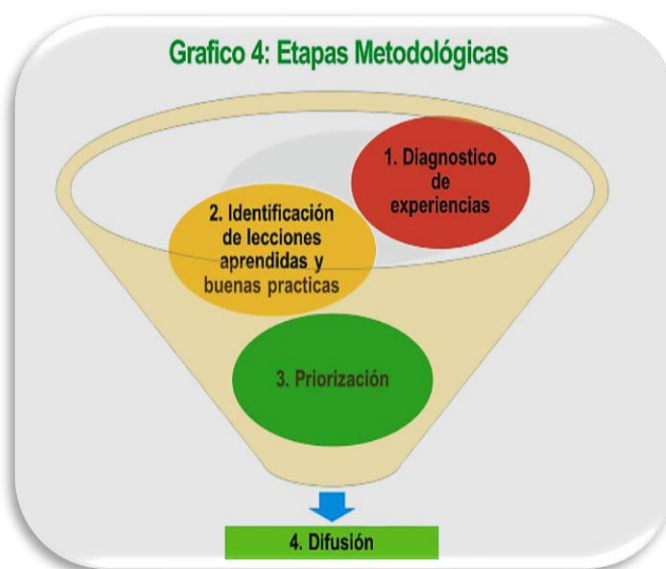 Grafico 4: Etapas Metodológicas
1. Diagnostico
de
experiencias
2. Identificación
de lecciones
aprendidas y
buenas practicas
3. Priorización
4. Difusión